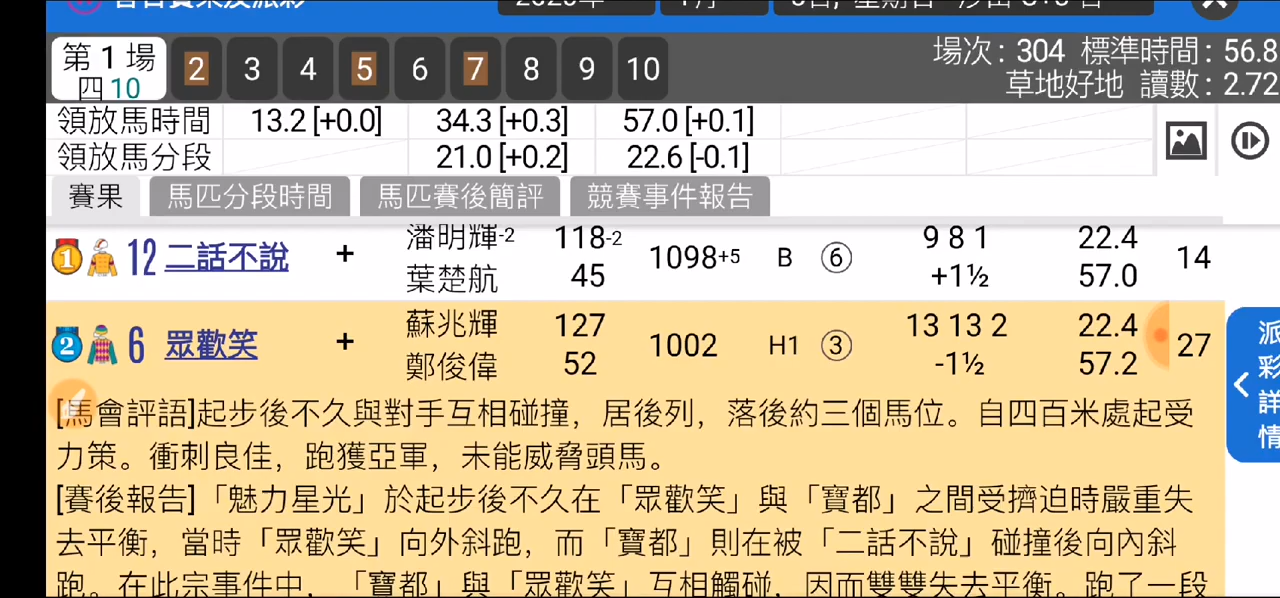 第1場
四10
2 3 4 5 6 7 8 9 10
場次: 304 標準時間: 56.8
草地好地 讀數: 2.72
領放馬時間 13.2 [+0.0] 34.3 [+0.3] 57.0 [+0.1]
領放馬分段 21.0 [+0.2] 22.6 [-0.1]
賽果 馬匹分段時間 馬匹賽後簡評 競賽事件報告
1 12 二話不說 + 潘明輝-2 118-2 1098+5 B 6 9 8 1 22.4 14
葉楚航 45 +1½ 57.0
2 6 眾歡笑 + 蘇兆輝 127 1002 H1 3 13 13 2 22.4 27
鄭俊偉 52 -1½ 57.2
派彩詳情
[馬會評語]起步後不久與對手互相碰撞，居後列，落後約三個馬位。自四百米處起受
力策。衝刺良佳，跑獲亞軍，未能威脅頭馬。
[賽後報告]「魅力星光」於起步後不久在「眾歡笑」與「寶都」之間受擠迫時嚴重失
去平衡，當時「眾歡笑」向外斜跑，而「寶都」則在被「二話不說」碰撞後向內斜
跑。在此宗事件中，「寶都」與「眾歡笑」互相觸碰，因而雙雙失去平衡。跑了一段